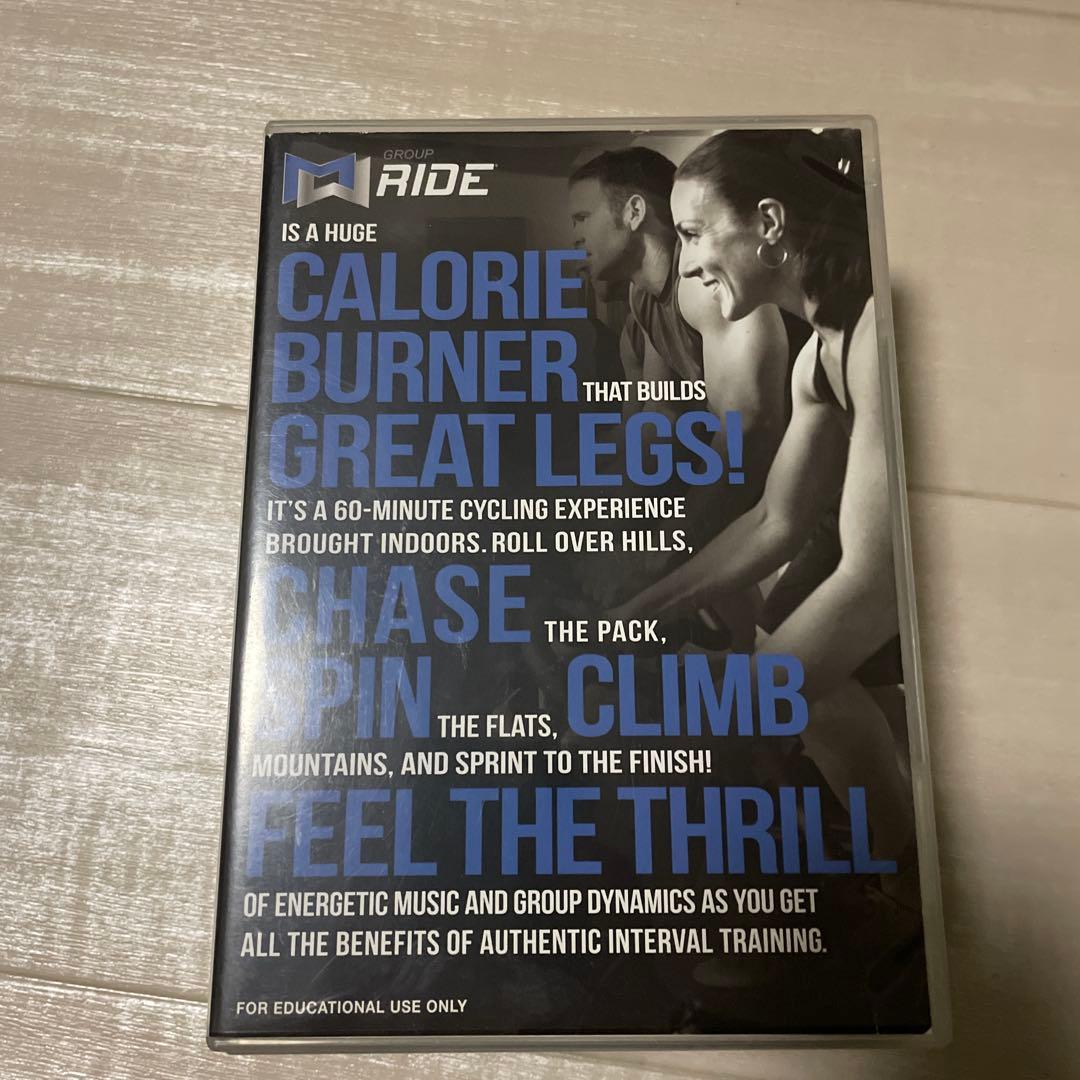 GROUP
RIDE
IS A HUGE
CALORIE
BURNER THAT BUILDS
GREAT LEGS!
IT'S A 60-MINUTE CYCLING EXPERIENCE
BROUGHT INDOORS. ROLL OVER HILLS,
CHASE THE PACK,
SPIN THE FLATS, CLIMB
MOUNTAINS, AND SPRINT TO THE FINISH!
FEEL THE THRILL
OF ENERGETIC MUSIC AND GROUP DYNAMICS AS YOU GET
ALL THE BENEFITS OF AUTHENTIC INTERVAL TRAINING.
FOR EDUCATIONAL USE ONLY